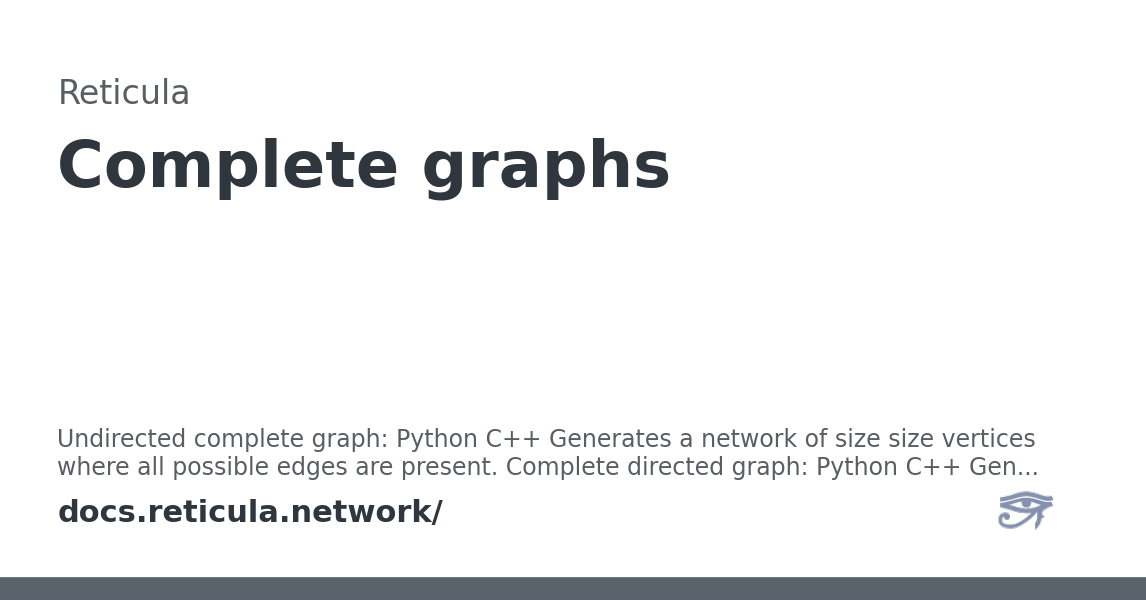 Reticula
Complete graphs
Undirected complete graph: Python C++ Generates a network of size size vertices
where all possible edges are present. Complete directed graph: Python C++ Gen...
docs.reticula.network/